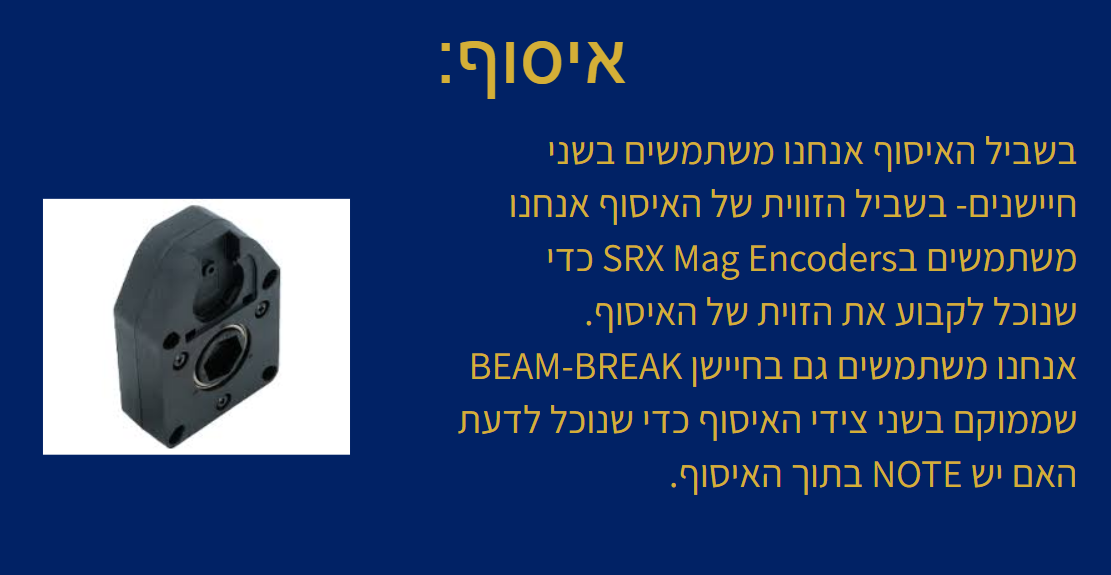 איסוף:
בשביל האיסוף אנחנו משתמשים בשני
חיישנים- בשביל הזווית של האיסוף אנחנו
משתמשים בSRX Mag Encoders כדי
שנוכל לקבוע את הזוית של האיסוף.
אנחנו משתמשים גם בחיישן BEAM-BREAK
שממוקם בשני צידי האיסוף כדי שנוכל לדעת
האם יש NOTE בתוך האיסוף.